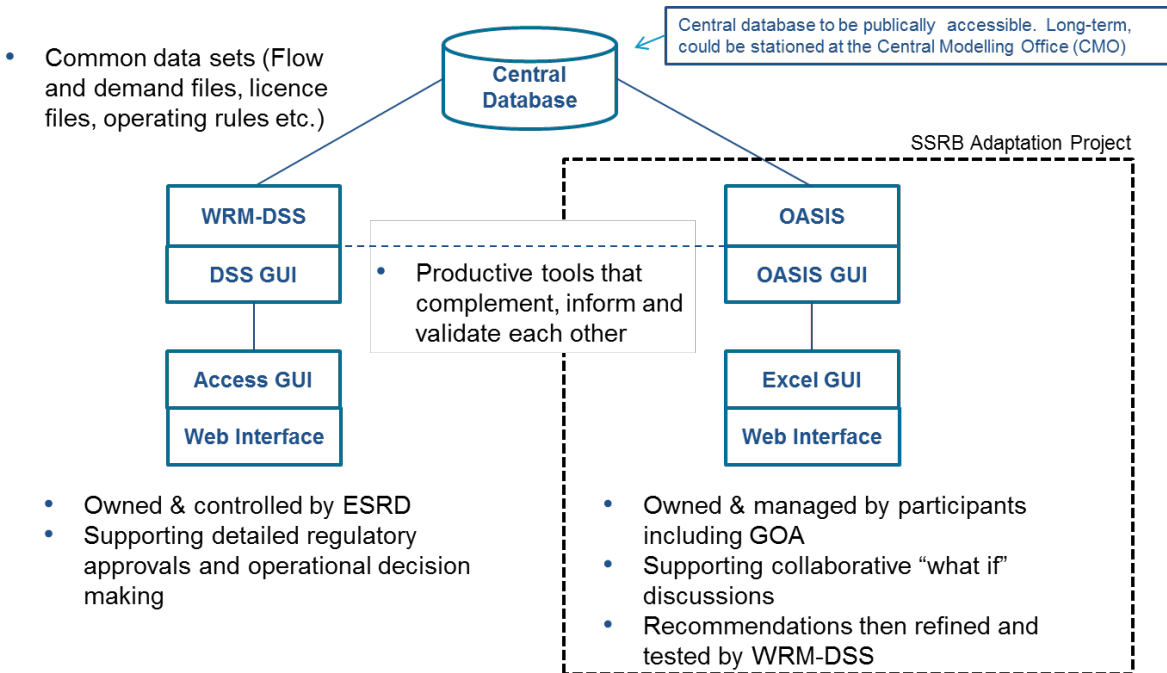 Central database to be publically accessible. Long-term,
could be stationed at the Central Modelling Office (CMO)
• Common data sets (Flow
and demand files, licence
files, operating rules etc.)
Central
Database
SSRB Adaptation Project
WRM-DSS
DSS GUI
Access GUI
Web Interface
• Productive tools that
complement, inform and
validate each other
OASIS
OASIS GUI
Excel GUI
Web Interface
• Owned & controlled by ESRD
• Supporting detailed regulatory
approvals and operational decision
making
• Owned & managed by participants
including GOA
• Supporting collaborative “what if”
discussions
• Recommendations then refined and
tested by WRM-DSS